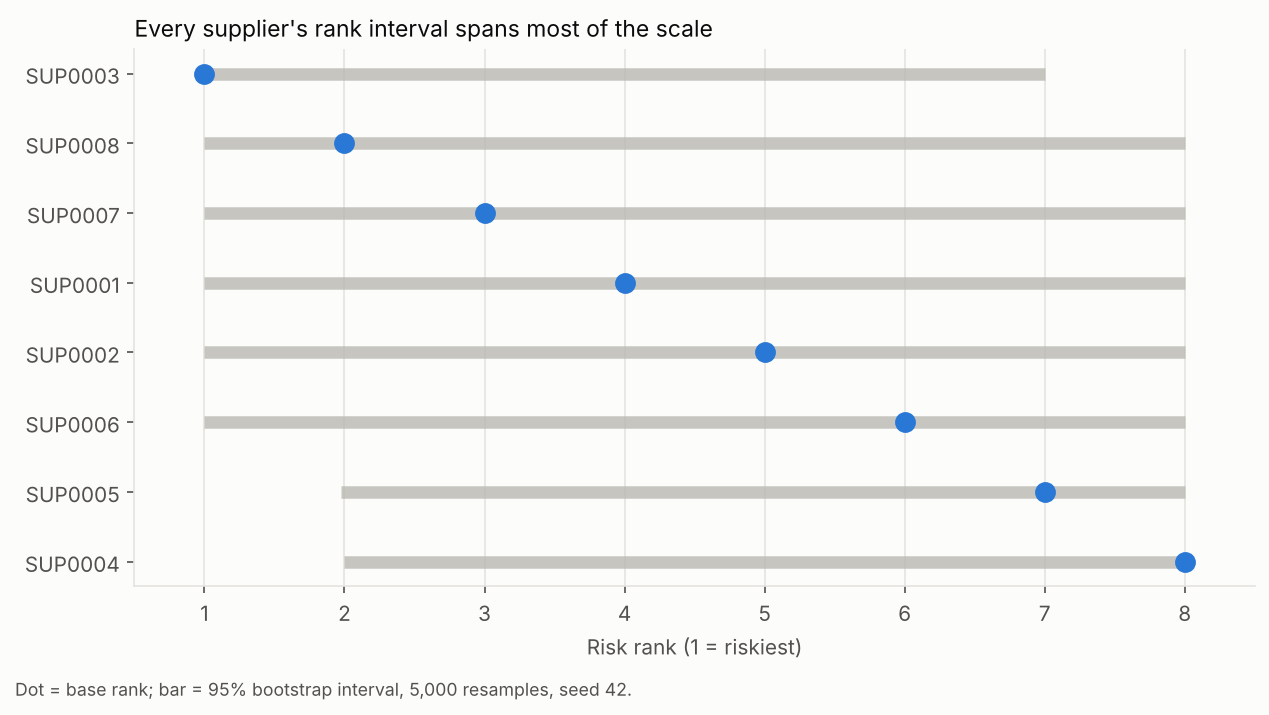 Every supplier's rank interval spans most of the scale
SUP0003
SUP0008
SUP0007
SUP0001
SUP0002
SUP0006
SUP0005
SUP0004
1 2 3 4 5 6 7 8
Risk rank (1 = riskiest)
Dot = base rank; bar = 95% bootstrap interval, 5,000 resamples, seed 42.